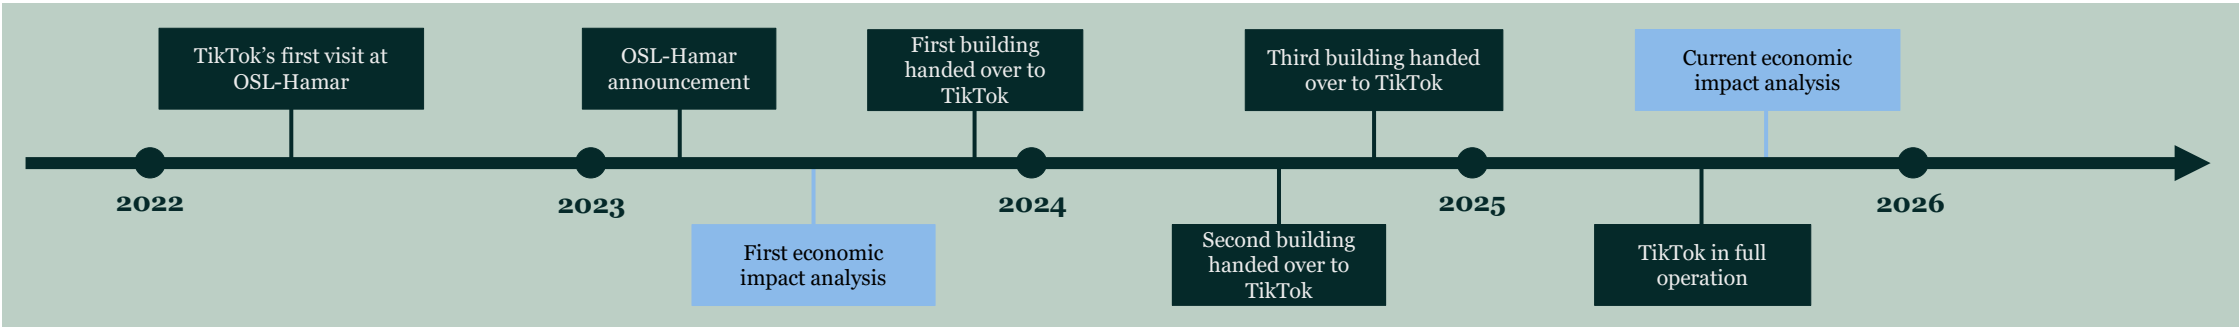 TikTok’s first visit at
OSL-Hamar
OSL-Hamar
announcement
First building
handed over to
TikTok
Third building handed
over to TikTok
Current economic
impact analysis
2022
2023
2024
2025
2026
First economic
impact analysis
Second building
handed over to
TikTok
TikTok in full
operation